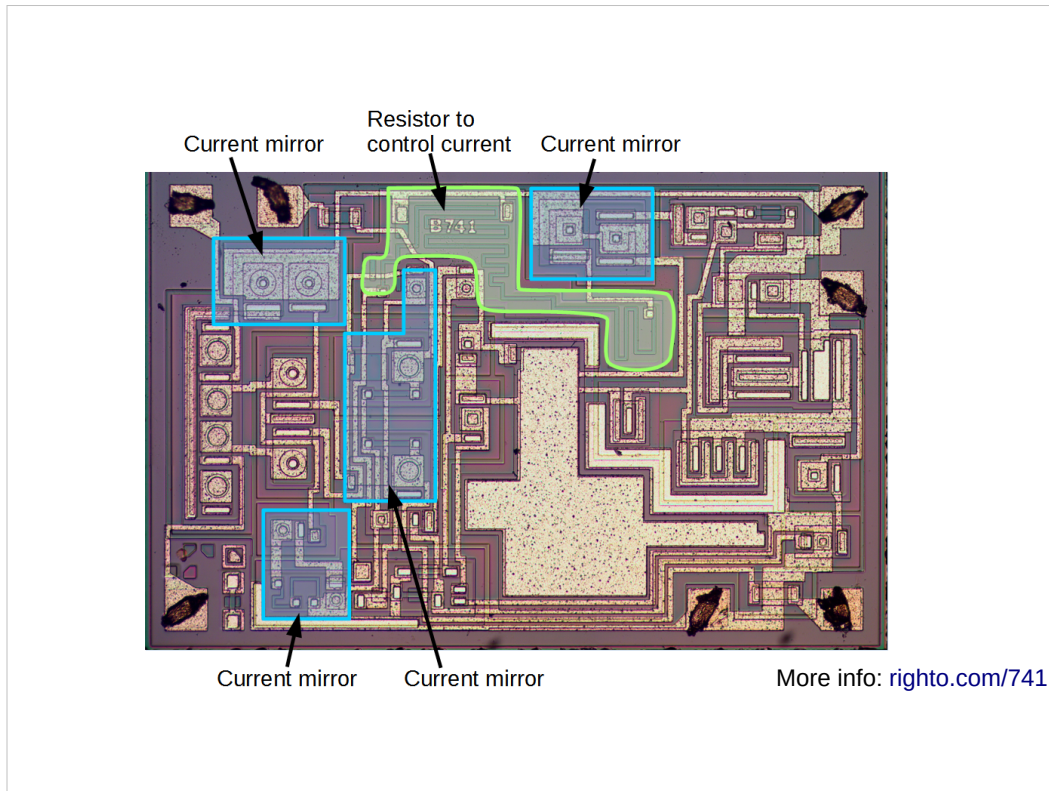 Resistor to
control current
Current mirror
Current mirror
B741
Current mirror
Current mirror
More info: righto.com/741